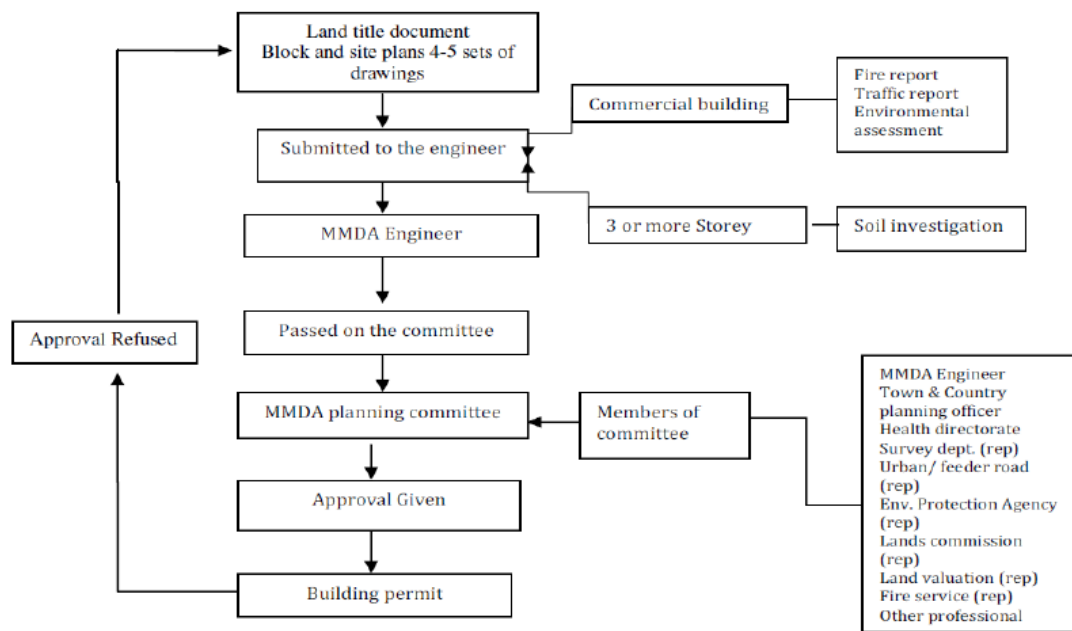 Land title document
Block and site plans 4-5 sets of
drawings
Commercial building
Fire report
Traffic report
Environmental
assessment
Submitted to the engineer
3 or more Storey
Soil investigation
MMDA Engineer
Approval Refused
Passed on the committee
MMDA planning committee
Members of
committee
MMDA Engineer
Town & Country
planning officer
Health directorate
Survey dept. (rep)
Urban/ feeder road
(rep)
Env. Protection Agency
(rep)
Lands commission
(rep)
Land valuation (rep)
Fire service (rep)
Other professional
Approval Given
Building permit